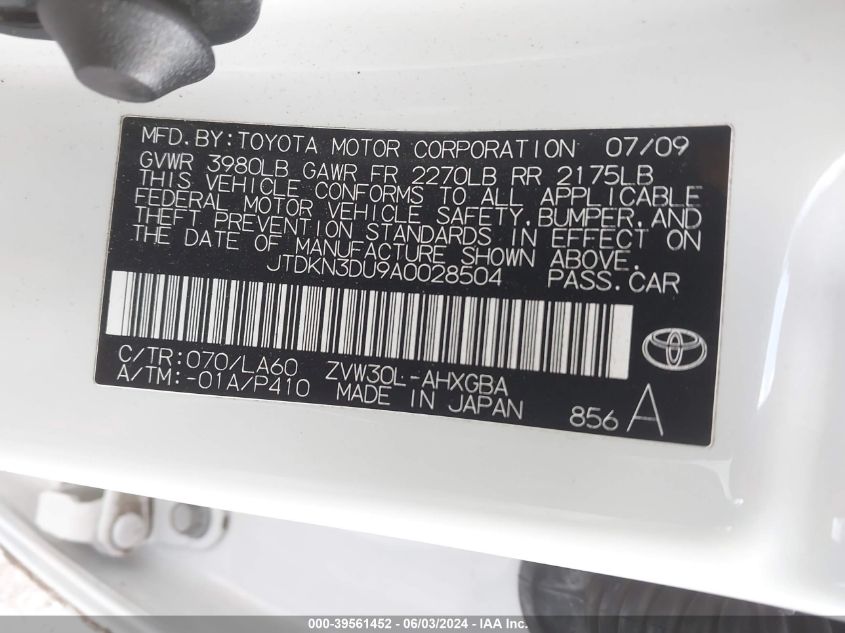 MFD. BY: TOYOTA MOTOR CORPORATION 07/09
GVWR 3980LB GAWR FR 2270LB RR 2175LB
THIS VEHICLE CONFORMS TO ALL APPLICABLE
FEDERAL MOTOR VEHICLE SAFETY, BUMPER, AND
THEFT PREVENTION STANDARDS IN EFFECT ON
THE DATE OF MANUFACTURE SHOWN ABOVE.
JTDKN3DU9A0028504 PASS. CAR
C/TR: 070/LA60 ZVW30L-AHXGBA
A/TM: -01A/P410 MADE IN JAPAN
856 A
000-39561452 - 06/03/2024 - IAA Inc.